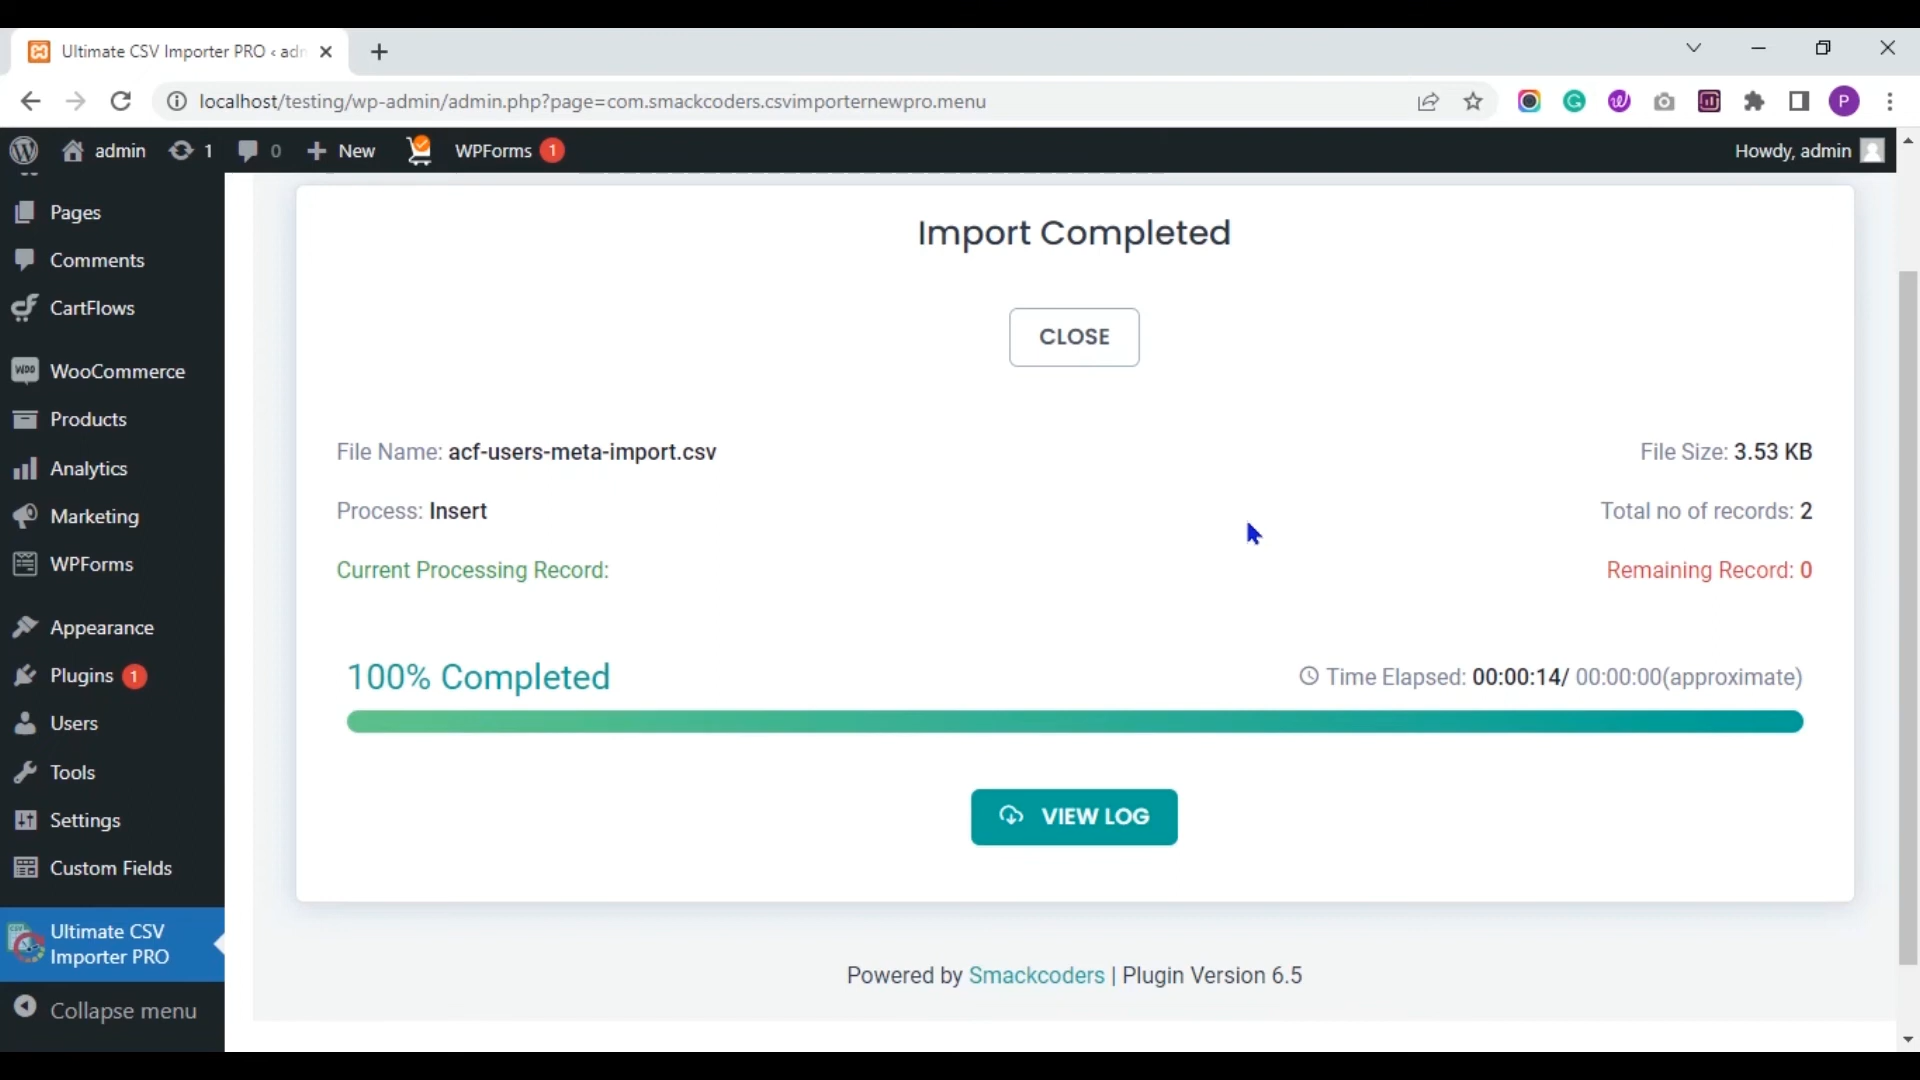 Ultimate CSV Importer PRO ‹ adm
localhost/testing/wp-admin/admin.php?page=com.smackcoders.csvimporternewpro.menu
P
admin 1 0 New WPForms 1
Howdy, admin
Pages
Comments
CartFlows
WooCommerce
Products
Analytics
Marketing
WPForms
Appearance
Plugins 1
Users
Tools
Settings
Custom Fields
Ultimate CSV
Importer PRO
Collapse menu
Import Completed
CLOSE
File Name: acf-users-meta-import.csv
File Size: 3.53 KB
Process: Insert
Total no of records: 2
Current Processing Record:
Remaining Record: 0
100% Completed
Time Elapsed: 00:00:14/ 00:00:00(approximate)
VIEW LOG
Powered by Smackcoders | Plugin Version 6.5